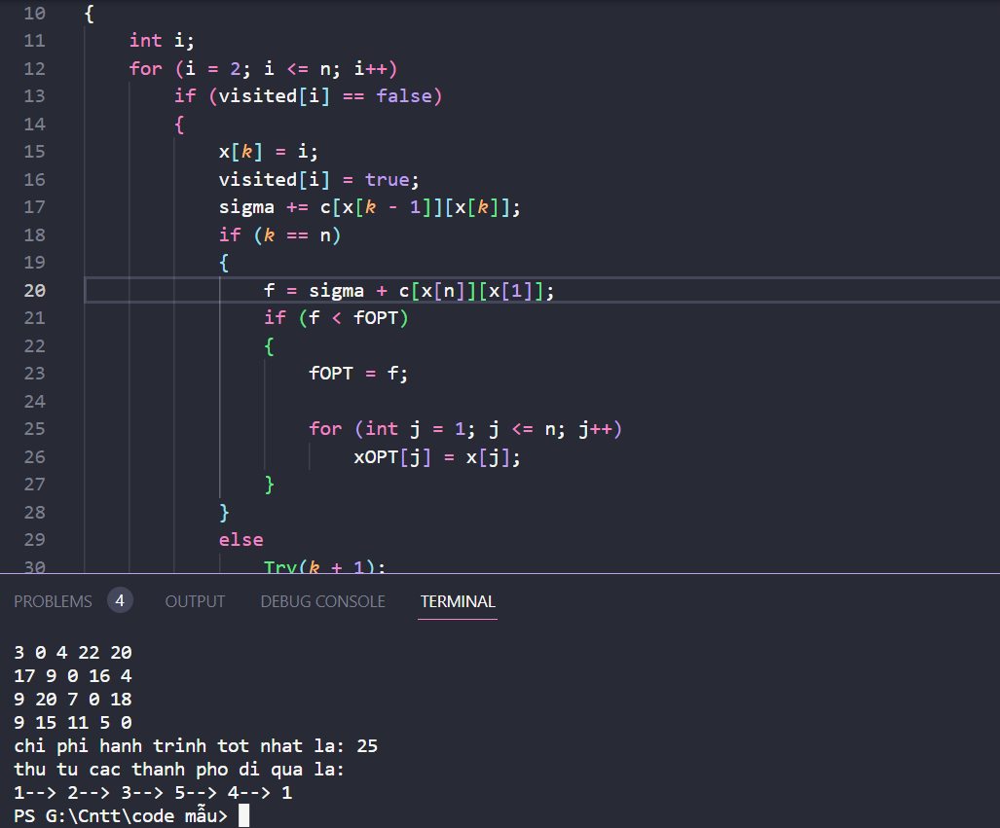 10 {
11 int i;
12 for (i = 2; i <= n; i++)
13 if (visited[i] == false)
14 {
15 x[k] = i;
16 visited[i] = true;
17 sigma += c[x[k - 1]][x[k]];
18 if (k == n)
19 {
20 f = sigma + c[x[n]][x[1]];
21 if (f < fOPT)
22 {
23 fOPT = f;
24
25 for (int j = 1; j <= n; j++)
26 xOPT[j] = x[j];
27 }
28 }
29 else
30 Try(k + 1);
PROBLEMS 4 OUTPUT DEBUG CONSOLE TERMINAL
3 0 4 22 20
17 9 0 16 4
9 20 7 0 18
9 15 11 5 0
chi phi hanh trinh tot nhat la: 25
thu tu cac thanh pho di qua la:
1--> 2--> 3--> 5--> 4--> 1
PS G:\Cntt\code mẫu>